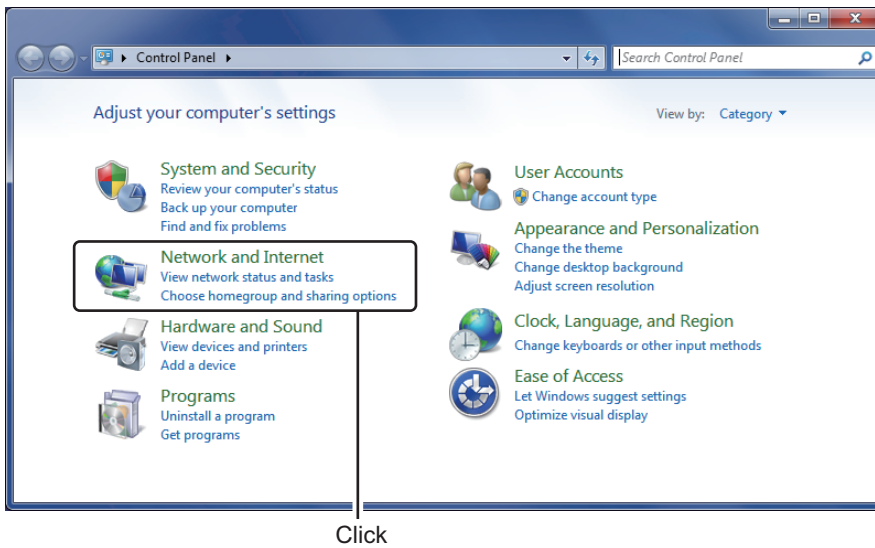 Control Panel
Search Control Panel
Adjust your computer's settings
View by: Category
System and Security
Review your computer's status
Back up your computer
Find and fix problems
Network and Internet
View network status and tasks
Choose homegroup and sharing options
Hardware and Sound
View devices and printers
Add a device
Programs
Uninstall a program
Get programs
User Accounts
Change account type
Appearance and Personalization
Change the theme
Change desktop background
Adjust screen resolution
Clock, Language, and Region
Change keyboards or other input methods
Ease of Access
Let Windows suggest settings
Optimize visual display
Click